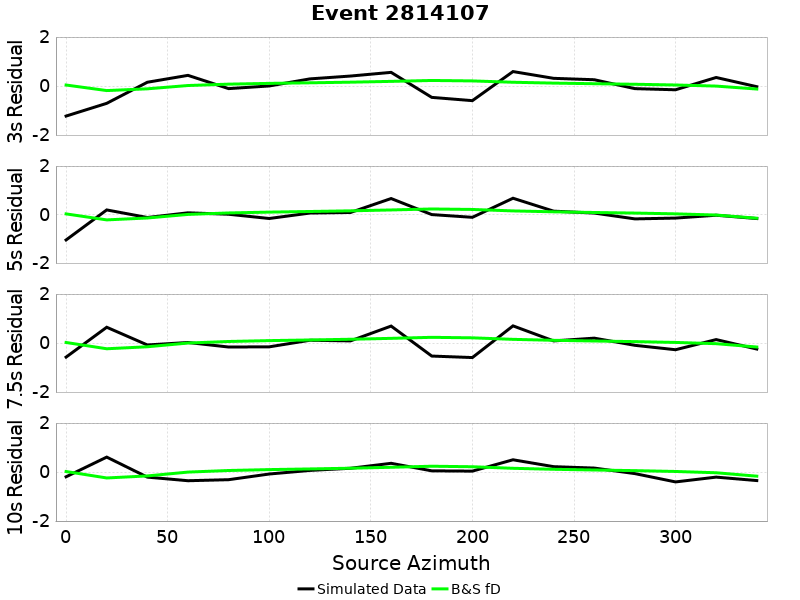 Event 2814107
3s Residual
2
0
-2
5s Residual
2
0
-2
7.5s Residual
2
0
-2
10s Residual
2
0
-2
0 50 100 150 200 250 300
Source Azimuth
Simulated Data B&S fD